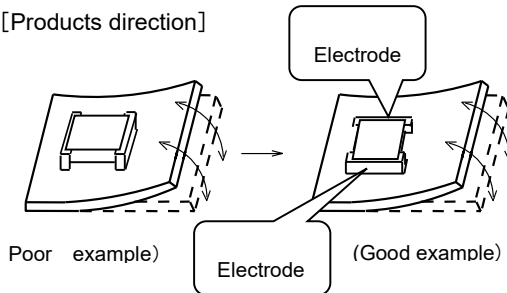 [Products direction]
Electrode
Poor example）
Electrode
(Good example）